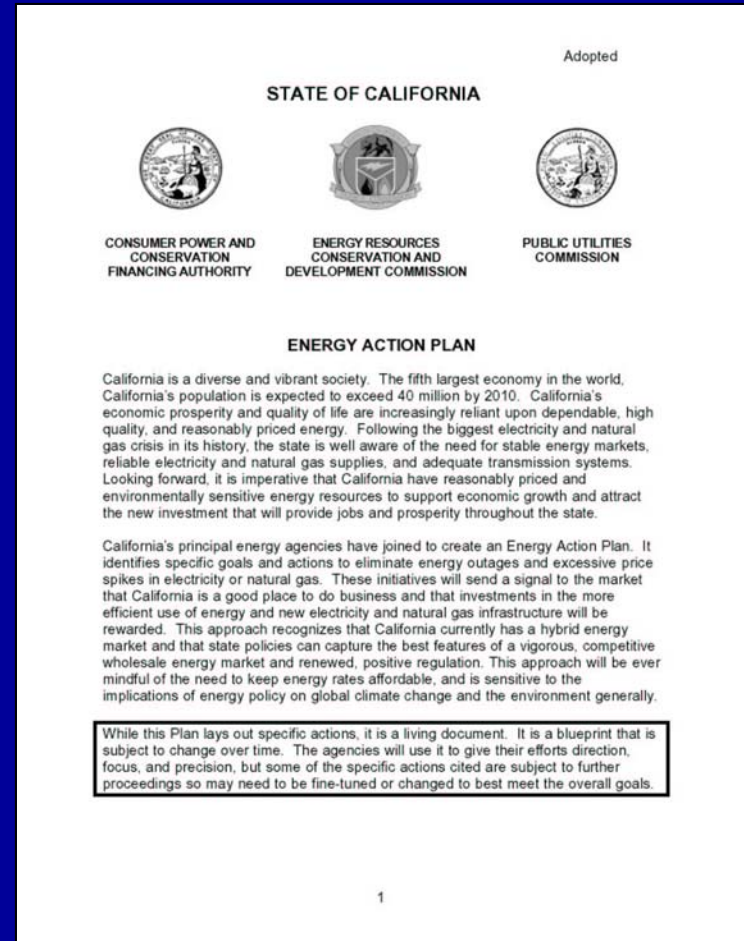 Adopted
STATE OF CALIFORNIA
CONSUMER POWER AND
CONSERVATION
FINANCING AUTHORITY
ENERGY RESOURCES
CONSERVATION AND
DEVELOPMENT COMMISSION
PUBLIC UTILITIES
COMMISSION
ENERGY ACTION PLAN
California is a diverse and vibrant society. The fifth largest economy in the world,
California's population is expected to exceed 40 million by 2010. California's
economic prosperity and quality of life are increasingly reliant upon dependable, high
quality, and reasonably priced energy. Following the biggest electricity and natural
gas crisis in its history, the state is well aware of the need for stable energy markets,
reliable electricity and natural gas supplies, and adequate transmission systems.
Looking forward, it is imperative that California have reasonably priced and
environmentally sensitive energy resources to support economic growth and attract
the new investment that will provide jobs and prosperity throughout the state.
California's principal energy agencies have joined to create an Energy Action Plan. It
identifies specific goals and actions to eliminate energy outages and excessive price
spikes in electricity or natural gas. These initiatives will send a signal to the market
that California is a good place to do business and that investments in the more
efficient use of energy and new electricity and natural gas infrastructure will be
rewarded. This approach recognizes that California currently has a hybrid energy
market and that state policies can capture the best features of a vigorous, competitive
wholesale energy market and renewed, positive regulation. This approach will be ever
mindful of the need to keep energy rates affordable, and is sensitive to the
implications of energy policy on global climate change and the environment generally.
While this Plan lays out specific actions, it is a living document. It is a blueprint that is
subject to change over time. The agencies will use it to give their efforts direction,
focus, and precision, but some of the specific actions cited are subject to further
proceedings so may need to be fine-tuned or changed to best meet the overall goals.
1